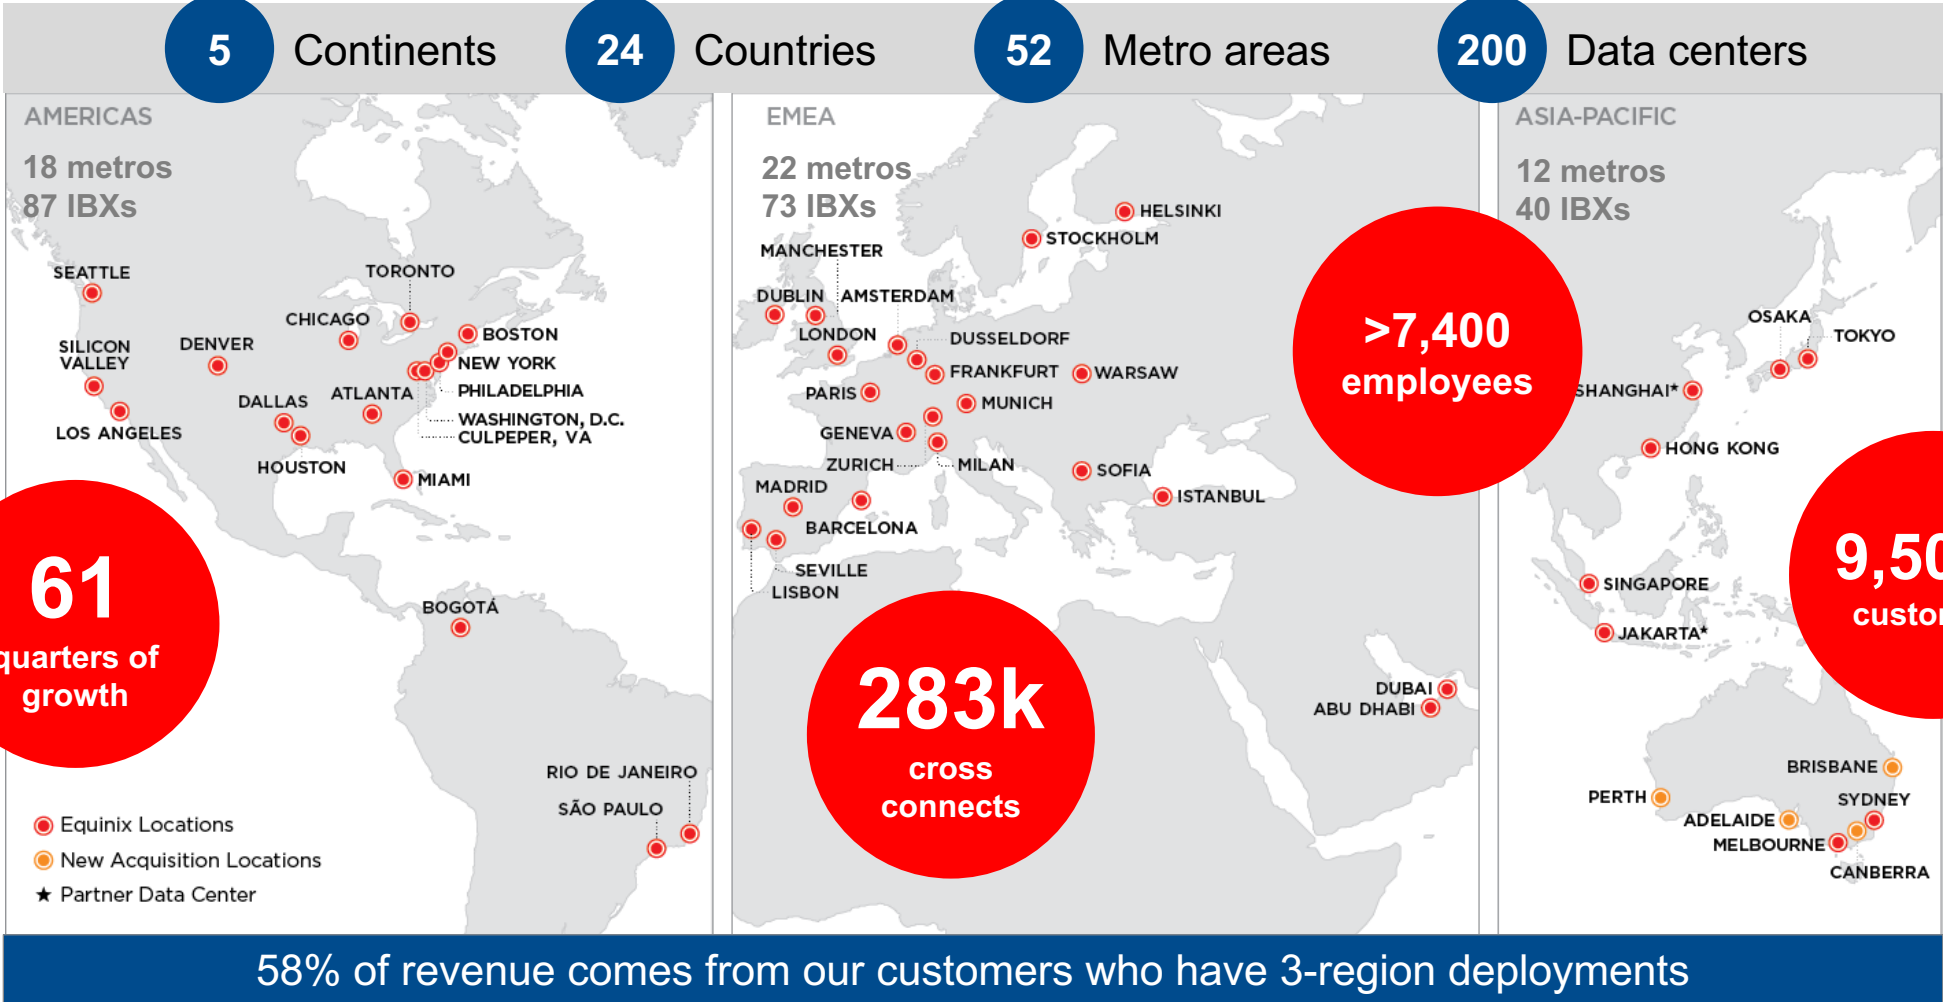 5 Continents
24 Countries
52 Metro areas
200 Data centers
AMERICAS
18 metros
87 IBXs
SEATTLE
TORONTO
CHICAGO
BOSTON
SILICON
VALLEY
DENVER
NEW YORK
PHILADELPHIA
DALLAS
ATLANTA
WASHINGTON, D.C.
CULPEPER, VA
LOS ANGELES
HOUSTON
MIAMI
61
quarters of
growth
BOGOTÁ
RIO DE JANEIRO
SÃO PAULO
Equinix Locations
New Acquisition Locations
★ Partner Data Center
EMEA
22 metros
73 IBXs
HELSINKI
STOCKHOLM
MANCHESTER
DUBLIN
AMSTERDAM
LONDON
DUSSELDORF
FRANKFURT
WARSAW
PARIS
MUNICH
GENEVA
ZURICH
MILAN
SOFIA
MADRID
ISTANBUL
BARCELONA
SEVILLE
LISBON
283k
cross
connects
DUBAI
ABU DHABI
>7,400
employees
ASIA-PACIFIC
12 metros
40 IBXs
OSAKA
TOKYO
SHANGHAI★
HONG KONG
SINGAPORE
JAKARTA★
BRISBANE
PERTH
SYDNEY
ADELAIDE
MELBOURNE
CANBERRA
58% of revenue comes from our customers who have 3-region deployments